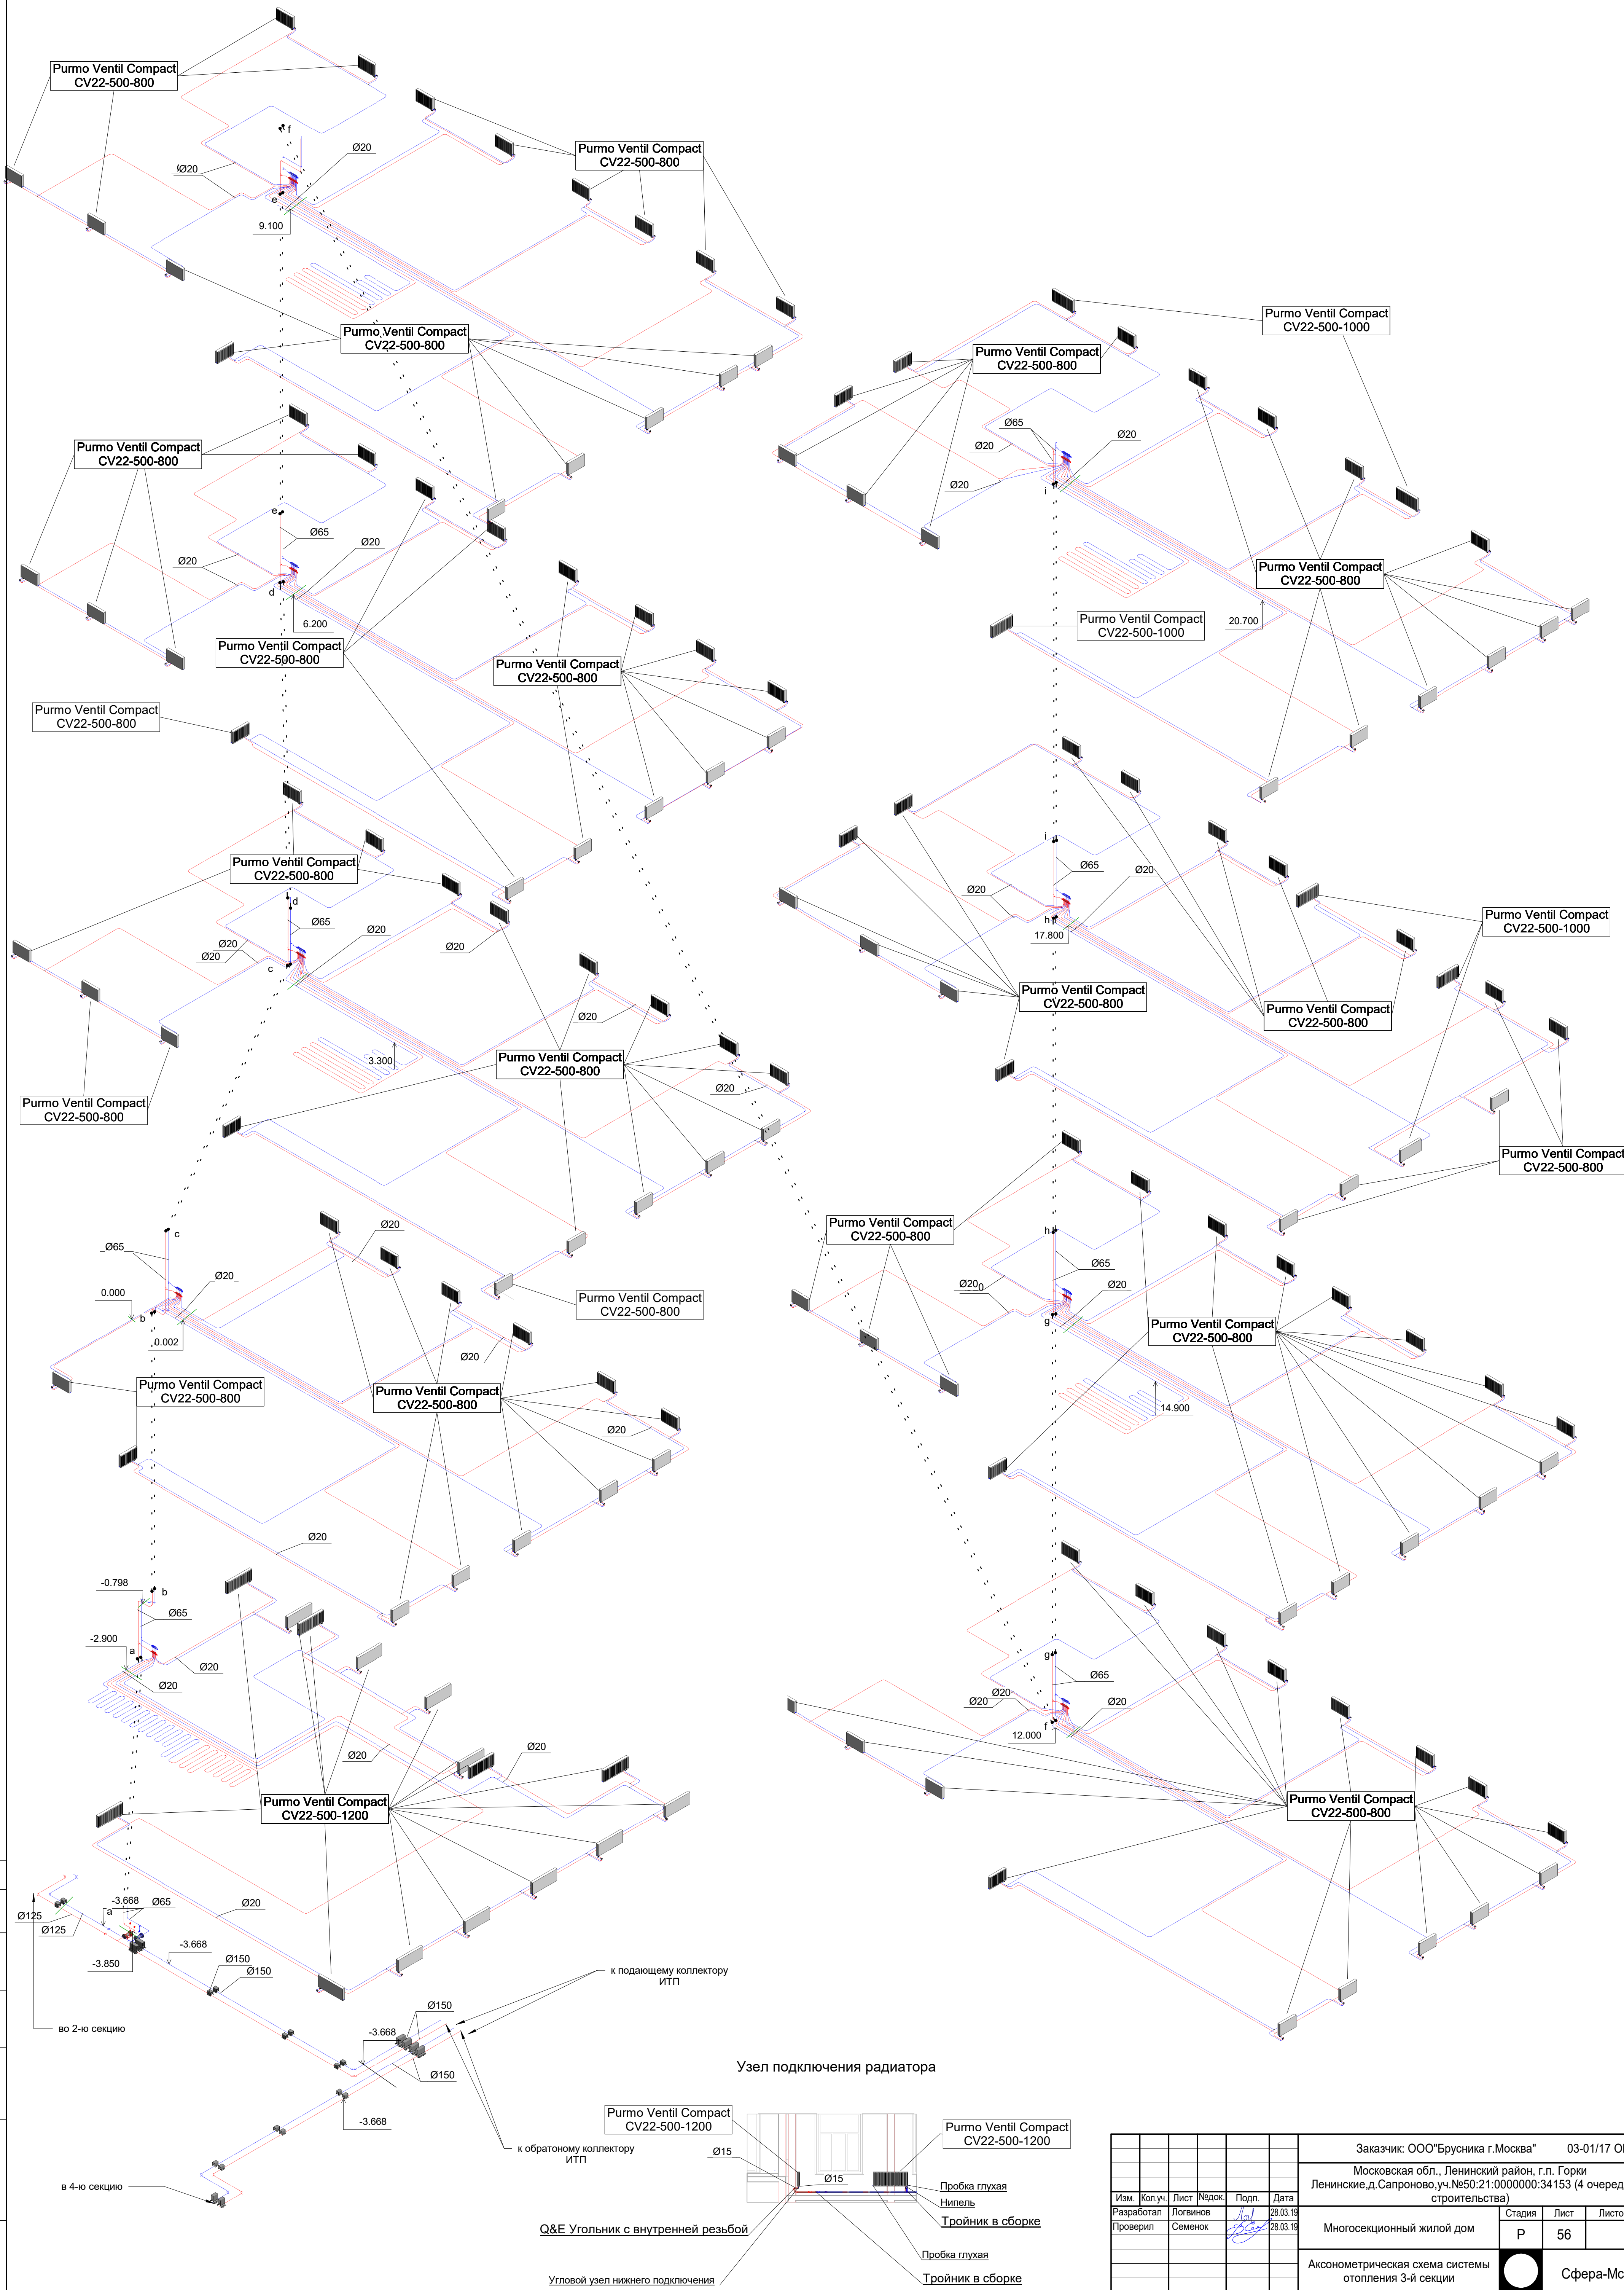 Purmo Ventil Compact
CV22-500-800
Purmo Ventil Compact
CV22-500-800
f
Ø20
Ø20
e
9.100
Purmo Ventil Compact
CV22-500-800
Purmo Ventil Compact
CV22-500-800
e
Ø65
Ø20
Ø20
d
6.200
Purmo Ventil Compact
CV22-500-800
Purmo Ventil Compact
CV22-500-800
Purmo Ventil Compact
CV22-500-800
Purmo Ventil Compact
CV22-500-800
d
Ø65
Ø20
Ø20
Ø20
Ø20
c
Ø20
3.300
Purmo Ventil Compact
CV22-500-800
Ø20
Purmo Ventil Compact
CV22-500-800
c
Ø65
Ø20
Ø20
0.000
b
0.002
Purmo Ventil Compact
CV22-500-800
Ø20
Purmo Ventil Compact
CV22-500-800
Purmo Ventil Compact
CV22-500-800
Ø20
Ø20
-0.798
b
Ø65
-2.900
a
Ø20
Ø20
Ø20
Ø20
Purmo Ventil Compact
CV22-500-1200
Ø20
-3.668
Ø65
a
Ø125
Ø125
-3.668
-3.850
Ø150
Ø150
во 2-ю секцию
к подающему коллектору
ИТП
Ø150
-3.668
Ø150
-3.668
к обратоному коллектору
ИТП
в 4-ю секцию
Purmo Ventil Compact
CV22-500-1000
Purmo Ventil Compact
CV22-500-800
Ø65
Ø20
Ø20
Ø20
i
Purmo Ventil Compact
CV22-500-800
Purmo Ventil Compact
CV22-500-1000
20.700
i
Ø65
Ø20
Ø20
h
17.800
Purmo Ventil Compact
CV22-500-1000
Purmo Ventil Compact
CV22-500-800
Purmo Ventil Compact
CV22-500-800
Purmo Ventil Compact
CV22-500-800
Purmo Ventil Compact
CV22-500-800
h
Ø65
Ø20
Ø20
g
Purmo Ventil Compact
CV22-500-800
14.900
g
Ø65
Ø20
Ø20
Ø20
f
12.000
Purmo Ventil Compact
CV22-500-800
Узел подключения радиатора
Purmo Ventil Compact
CV22-500-1200
Purmo Ventil Compact
CV22-500-1200
Ø15
Ø15
Пробка глухая
Нипель
Тройник в сборке
Q&E Угольник с внутренней резьбой
Пробка глухая
Тройник в сборке
Угловой узел нижнего подключения
Заказчик: ООО"Брусника г.Москва" 03-01/17
Московская обл., Ленинский район, г.п. Горки
Ленинские,д.Сапроново,уч.№50:21:0000000:34153 (4 очередь
строительства)
Изм. Кол.уч. Лист №док. Подп. Дата
Разработал Логвинов 28.03.19
Проверил Семенок 28.03.19
Многосекционный жилой дом
Стадия Лист
Р 56
Аксонометрическая схема системы
отопления 3-й секции